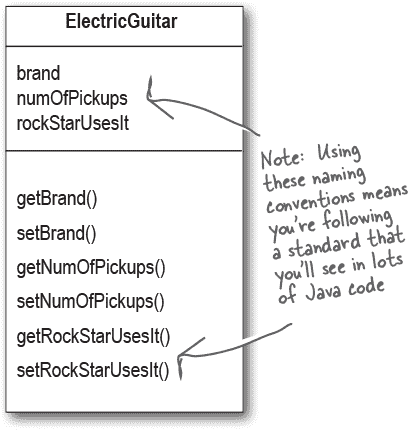 ElectricGuitar
brand
numOfPickups
rockStarUsesIt
getBrand()
setBrand()
getNumOfPickups()
setNumOfPickups()
getRockStarUsesIt()
setRockStarUsesIt()
Note: Using
these naming
conventions means
you're following
a standard that
you'll see in lots
of Java code